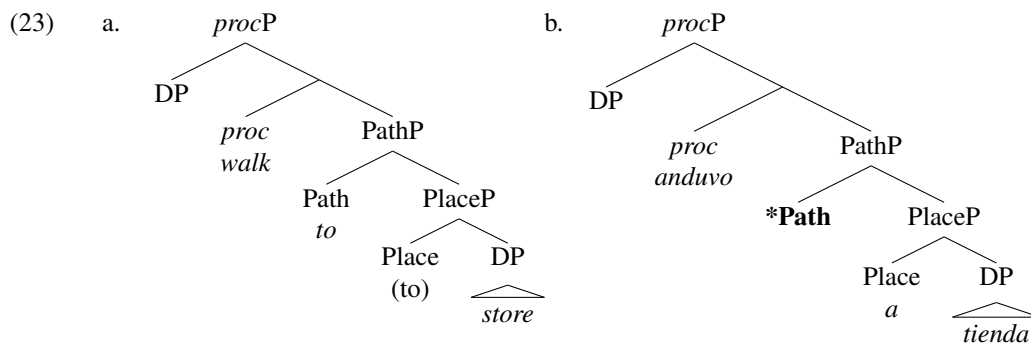 (23) a. procP b. procP
DP DP
proc PathP proc PathP
walk anduvo
Path PlaceP *Path PlaceP
to
Place DP Place DP
(to) a
store tienda